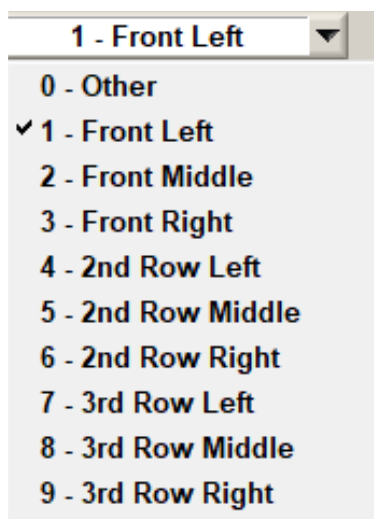 1 - Front Left
0 - Other
1 - Front Left
2 - Front Middle
3 - Front Right
4 - 2nd Row Left
5 - 2nd Row Middle
6 - 2nd Row Right
7 - 3rd Row Left
8 - 3rd Row Middle
9 - 3rd Row Right